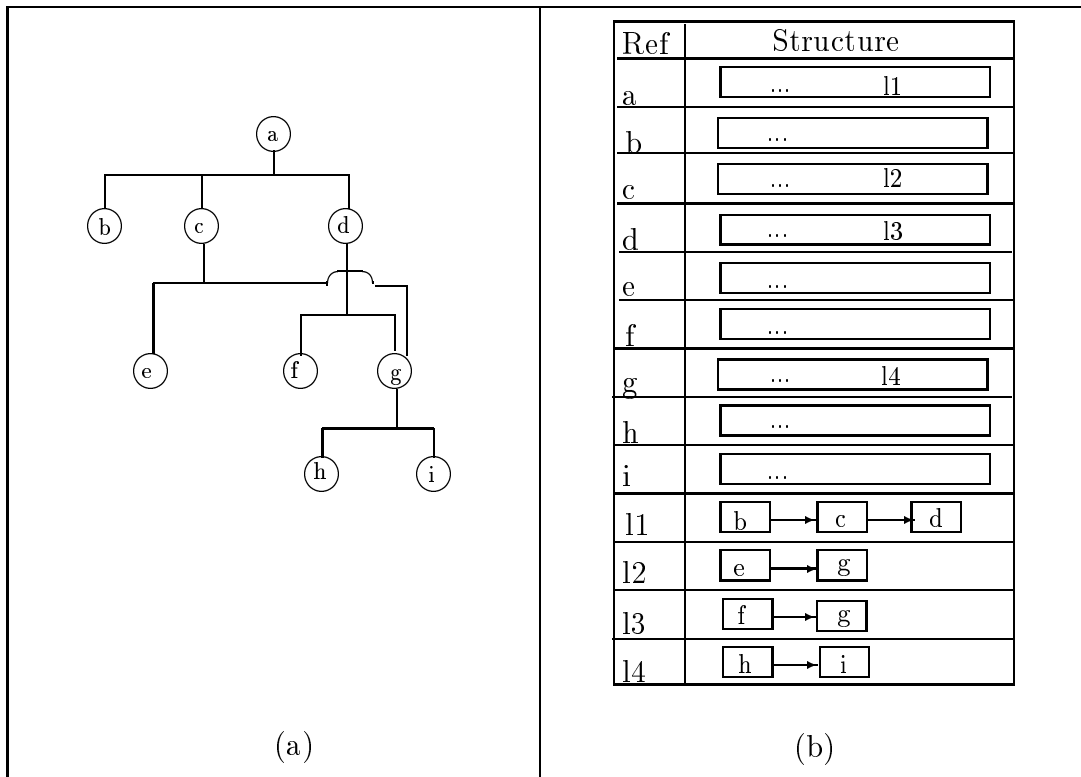 a
b c d
e f g
h i
(a)
Ref Structure
a ... l1
b ...
c ... l2
d ... l3
e ...
f ...
g ... l4
h ...
i ...
l1 b c d
l2 e g
l3 f g
l4 h i
(b)